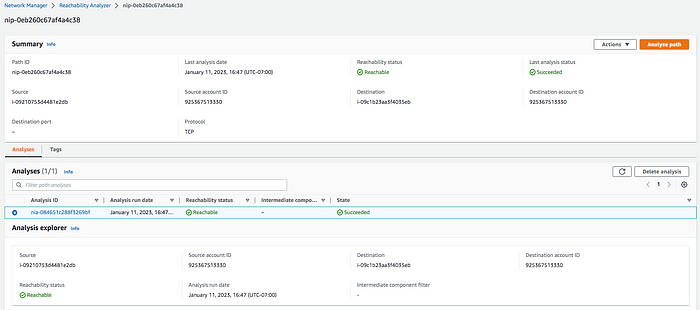 Network Manager > Reachability Analyzer > nip-0eb260c67af4a4c38
nip-0eb260c67af4a4c38
Summary Info Actions ▼ Analyze path
Path ID Last analysis date Reachability status Last analysis status
nip-0eb260c67af4a4c38 January 11, 2023, 16:47 (UTC-07:00) Reachable Succeeded
Source Source account ID Destination Destination account ID
i-09210753d4481e2db 925367513330 i-09c1b23aa3f4035eb 925367513330
Destination port Protocol
– TCP
Analyses Tags
Analyses (1/1) Info Delete analysis
Filter path analyses < 1 >
Analysis ID Analysis run date Reachability status Intermediate compo... State
nia-084651c288f3269bf January 11, 2023, 16:47... Reachable – Succeeded
Analysis explorer Info
Source Source account ID Destination Destination account ID
i-09210753d4481e2db 925367513330 i-09c1b23aa3f4035eb 925367513330
Reachability status Analysis run date Intermediate component filter
Reachable January 11, 2023, 16:47 (UTC-07:00) -